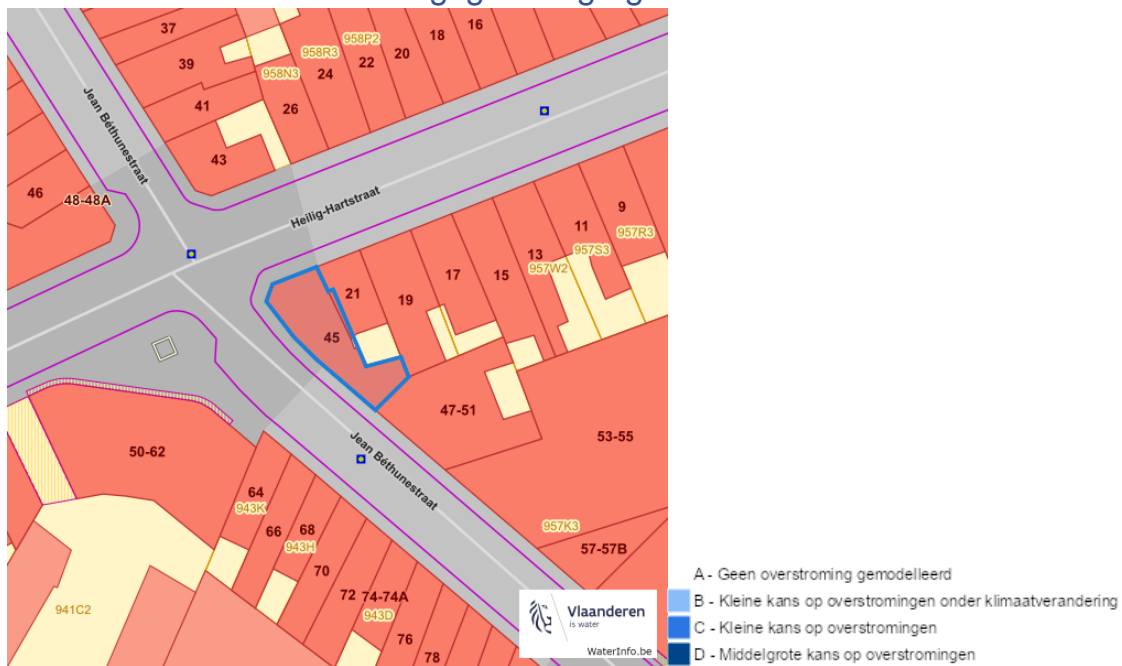 37
16
18
958P2
20
958R3
22
39
958N3
24
41
26
Jean Béthunestraat
43
46
48-48A
Heilig-Hartstraat
9
11
957R3
957S3
13
957W2
17
15
21
19
45
47-51
53-55
50-62
Jean Béthunestraat
64
943K
66
68
943H
957K3
57-57B
70
72
74-74A
943D
941C2
76
78
Vlaanderen
is water
WaterInfo.be
A - Geen overstroming gemodelleerd
B - Kleine kans op overstromingen onder klimaatverandering
C - Kleine kans op overstromingen
D - Middelgrote kans op overstromingen